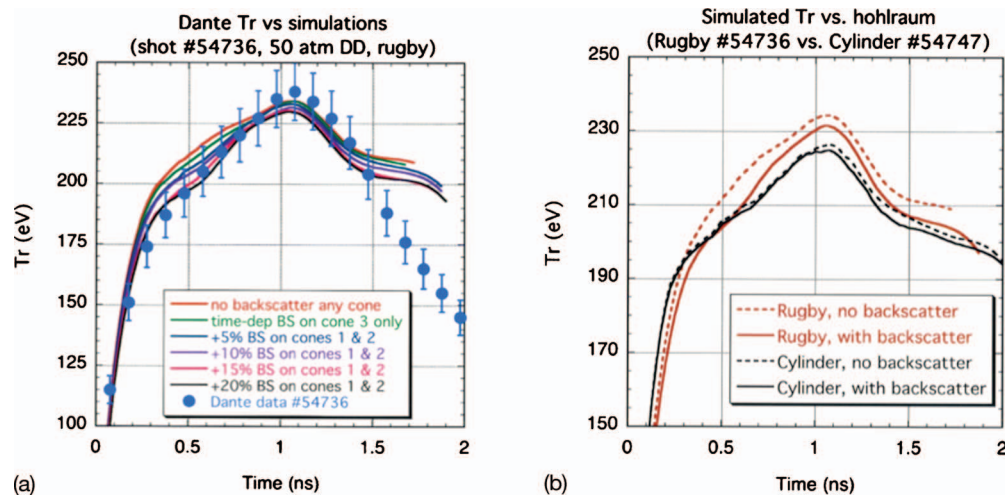 Dante Tr vs simulations
(shot #54736, 50 atm DD, rugby)
250
225
200
175
150
125
100
Tr (eV)
no backscatter any cone
time-dep BS on cone 3 only
+5% BS on cones 1 & 2
+10% BS on cones 1 & 2
+15% BS on cones 1 & 2
+20% BS on cones 1 & 2
Dante data #54736
0 0.5 1 1.5 2
Time (ns)
(a)
Simulated Tr vs. hohlraum
(Rugby #54736 vs. Cylinder #54747)
250
230
210
190
170
150
Tr (eV)
Rugby, no backscatter
Rugby, with backscatter
Cylinder, no backscatter
Cylinder, with backscatter
0 0.5 1 1.5 2
Time (ns)
(b)